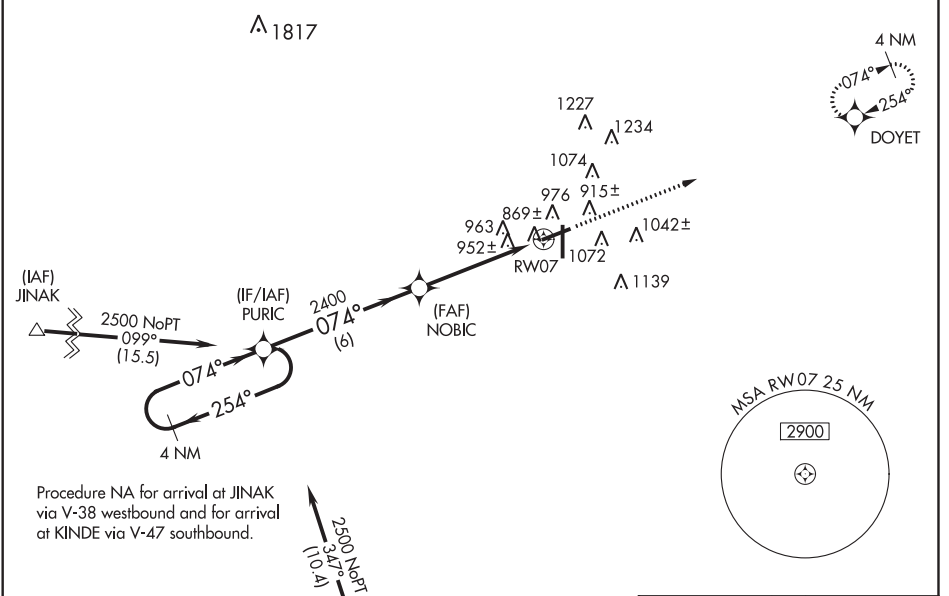 1817
4 NM
074°
254°
DOYET
1227
1234
1074
976
915±
869±
963
952±
1042±
1072
RW07
1139
(IAF)
JINAK
2500 NoPT
099°
(15.5)
(IF/IAF)
PURIC
2400
074°
(6)
(FAF)
NOBIC
074°
254°
4 NM
MSA RW07 25 NM
2900
Procedure NA for arrival at JINAK
via V-38 westbound and for arrival
at KINDE via V-47 southbound.
2500 NoPT
347°
(10.4)